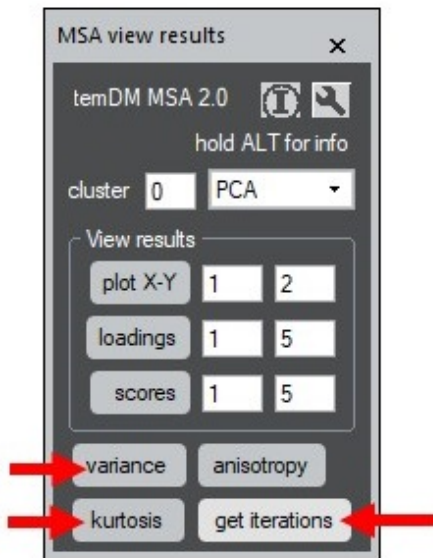 MSA view results x
temDM MSA 2.0
hold ALT for info
cluster 0 PCA
View results
plot X-Y 1 2
loadings 1 5
scores 1 5
variance anisotropy
kurtosis get iterations